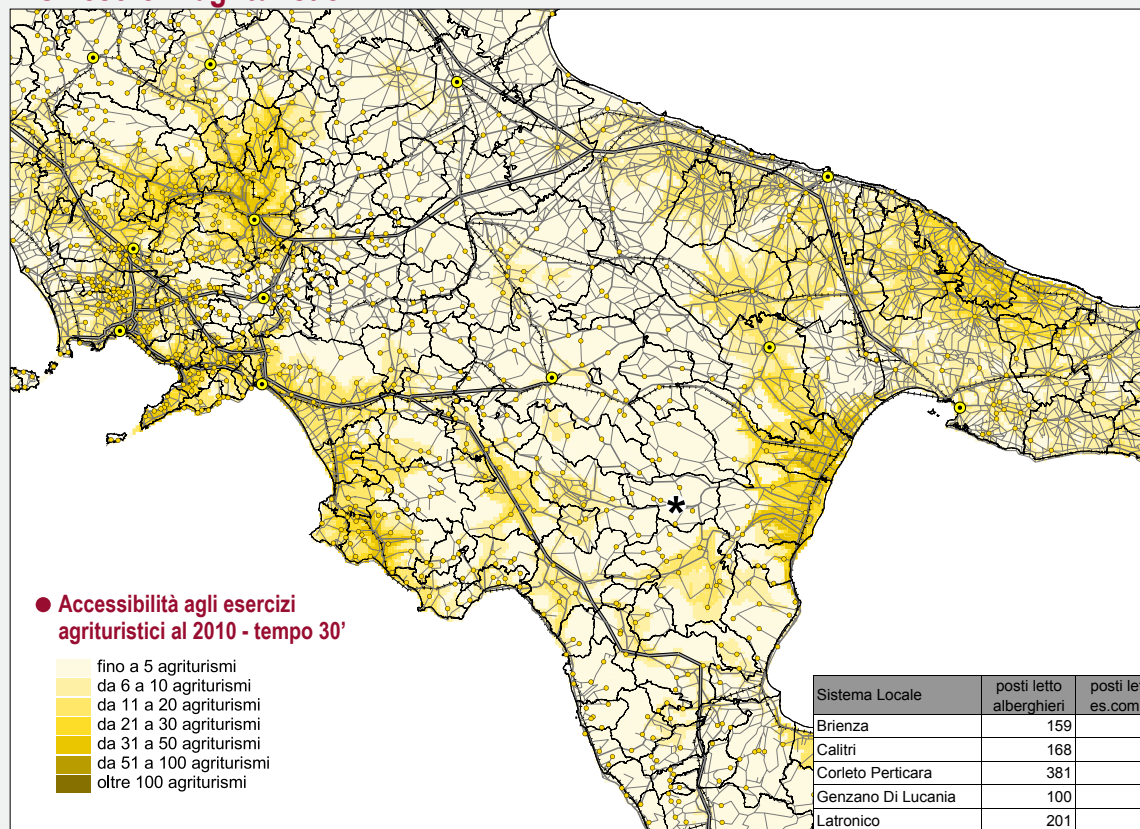 ● Accessibilità agli esercizi
agrituristici al 2010 - tempo 30'
fino a 5 agriturismi
da 6 a 10 agriturismi
da 11 a 20 agriturismi
da 21 a 30 agriturismi
da 31 a 50 agriturismi
da 51 a 100 agriturismi
oltre 100 agriturismi
*
Sistema Locale posti letto alberghieri
Brienza 159
Calitri 168
Corleto Perticara 381
Genzano Di Lucania 100
Latronico 201